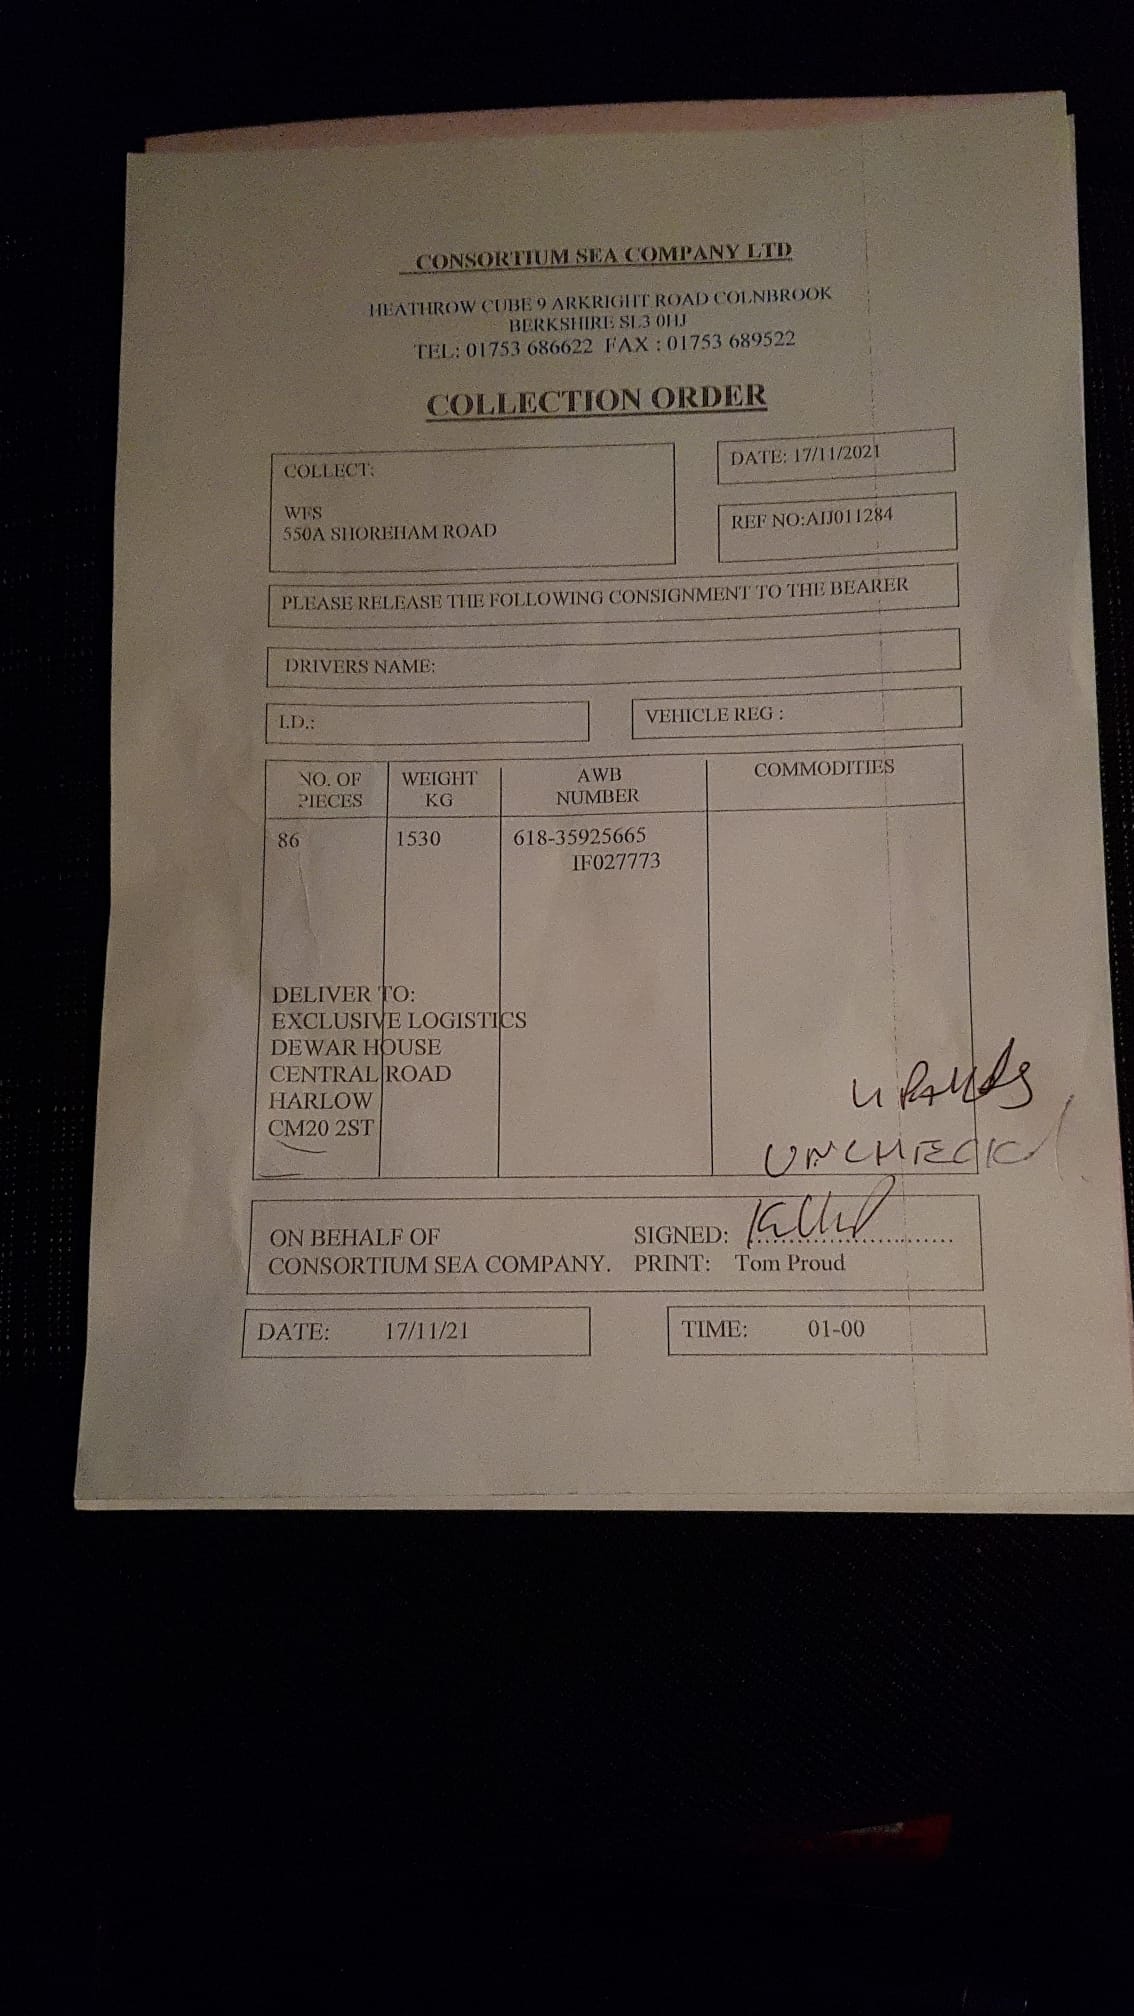 CONSORTIUM SEA COMPANY LTD
HEATHROW CUBE 9 ARKRIGHT ROAD COLNBROOK
BERKSHIRE SL3 0HJ
TEL: 01753 686622 FAX : 01753 689522
COLLECTION ORDER
COLLECT:
WFS
550A SHOREHAM ROAD
DATE: 17/11/2021
REF NO:AIJ011284
PLEASE RELEASE THE FOLLOWING CONSIGNMENT TO THE BEARER
DRIVERS NAME:
I.D.:
VEHICLE REG :
NO. OF PIECES
WEIGHT KG
AWB NUMBER
COMMODITIES
86 1530 618-35925665
IF027773
DELIVER TO:
EXCLUSIVE LOGISTICS
DEWAR HOUSE
CENTRAL ROAD
HARLOW
CM20 2ST
UNCHECK
ON BEHALF OF
CONSORTIUM SEA COMPANY.
SIGNED:
PRINT: Tom Proud
DATE: 17/11/21
TIME: 01-00